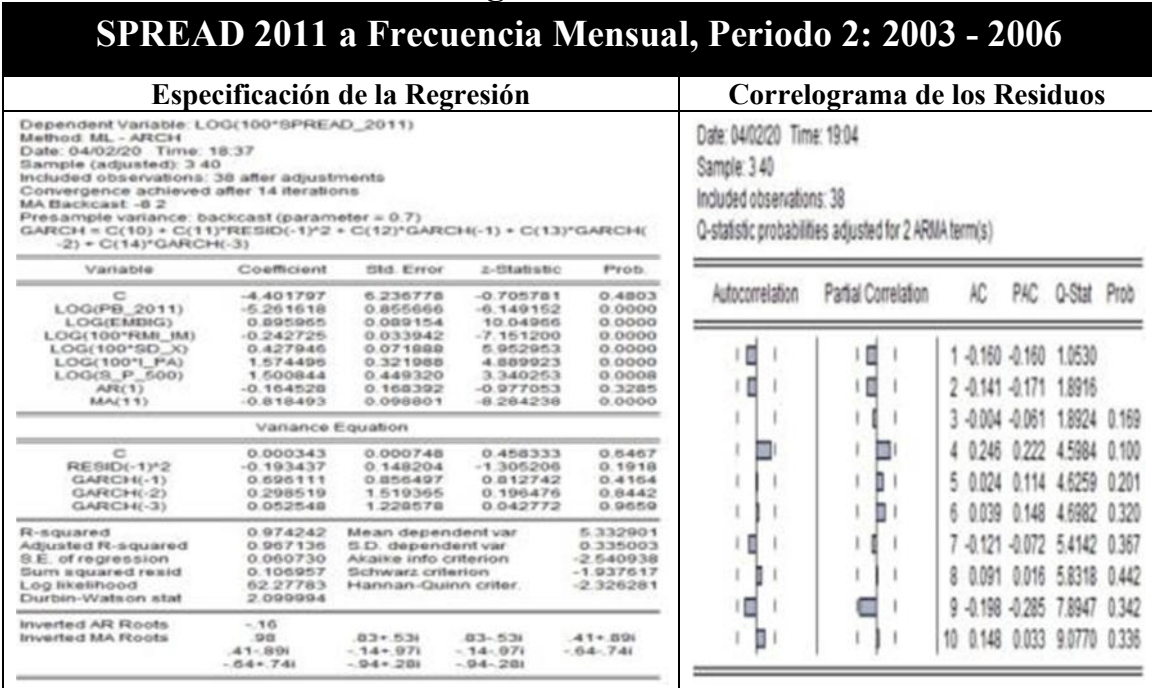 SPREAD 2011 a Frecuencia Mensual, Periodo 2: 2003 - 2006
Especificación de la Regresión
Dependent Variable: LOG(100*SPREAD_2011)
Method: ML - ARCH
Date: 04/02/20 Time: 18:37
Sample (adjusted): 3 40
Included observations: 38 after adjustments
Convergence achieved after 14 iterations
MA Backcast: -8 2
Presample variance: backcast (parameter = 0.7)
GARCH = C(10) + C(11)*RESID(-1)^2 + C(12)*GARCH(-1) + C(13)*GARCH(
-2) + C(14)*GARCH(-3)
Variable Coefficient Std. Error z-Statistic Prob.
C -4.401797 6.236778 -0.705781 0.4803
LOG(PB_2011) -5.261618 0.855666 -6.149152 0.0000
LOG(EMBIG) 0.895965 0.089154 10.04966 0.0000
LOG(100*RMI_IM) -0.242725 0.033942 -7.151200 0.0000
LOG(100*SD_X) 0.427946 0.071888 5.952953 0.0000
LOG(100*I_PA) 1.574496 0.321988 4.889923 0.0000
LOG(S_P_500) 1.500844 0.449320 3.340253 0.0008
AR(1) -0.164528 0.168392 -0.977053 0.3285
MA(11) -0.818493 0.098801 -8.284238 0.0000
Variance Equation
C 0.000343 0.000748 0.458333 0.6467
RESID(-1)^2 -0.193437 0.148204 -1.305206 0.1918
GARCH(-1) 0.696111 0.856497 0.812742 0.4164
GARCH(-2) 0.298519 1.519365 0.196476 0.8442
GARCH(-3) 0.052548 1.228578 0.042772 0.9659
R-squared 0.974242 Mean dependent var 5.332901
Adjusted R-squared 0.967136 S.D. dependent var 0.335003
S.E. of regression 0.060730 Akaike info criterion -2.540938
Sum squared resid 0.106957 Schwarz criterion -1.937617
Log likelihood 62.27783 Hannan-Quinn criter. -2.326281
Durbin-Watson stat 2.099994
Inverted AR Roots -.16
Inverted MA Roots .98 .83+.53i .83-.53i .41+.89i
.41-.89i -.14+.97i -.14-.97i -.64-.74i
-.64+.74i -.94+.28i -.94-.28i
Correlograma de los Residuos
Date: 04/02/20 Time: 19:04
Sample: 3 40
Included observations: 38
Q-statistic probabilities adjusted for 2 ARMA term(s)
Autocorrelation Partial Correlation AC PAC Q-Stat Prob
1 -0.160 -0.160 1.0530
2 -0.141 -0.171 1.8916
3 -0.004 -0.061 1.8924 0.169
4 0.246 0.222 4.5984 0.100
5 0.024 0.114 4.6259 0.201
6 0.039 0.148 4.6982 0.320
7 -0.121 -0.072 5.4142 0.367
8 0.091 0.016 5.8318 0.442
9 -0.198 -0.285 7.8947 0.342
10 0.148 0.033 9.0770 0.336